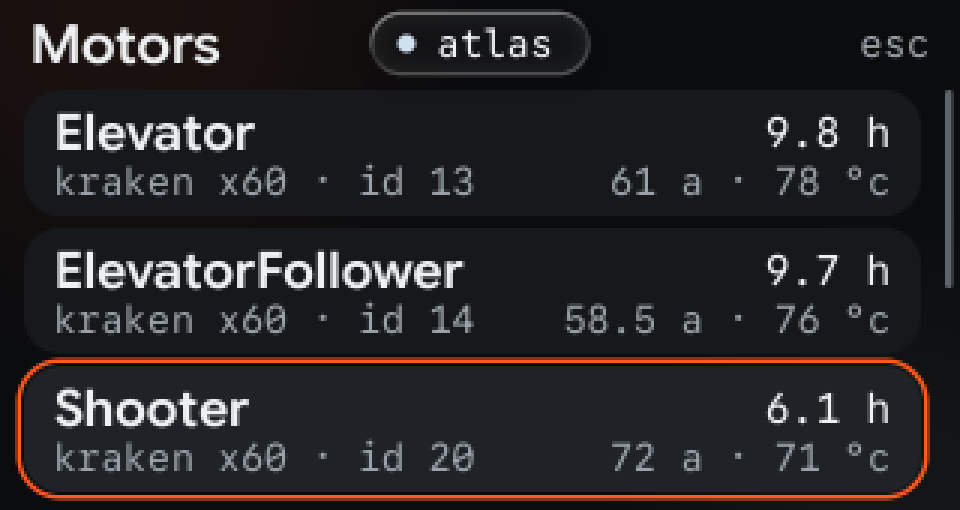 Motors
atlas
esc
Elevator
9.8 h
kraken x60 · id 13
61 a · 78 °c
ElevatorFollower
9.7 h
kraken x60 · id 14
58.5 a · 76 °c
Shooter
6.1 h
kraken x60 · id 20
72 a · 71 °c